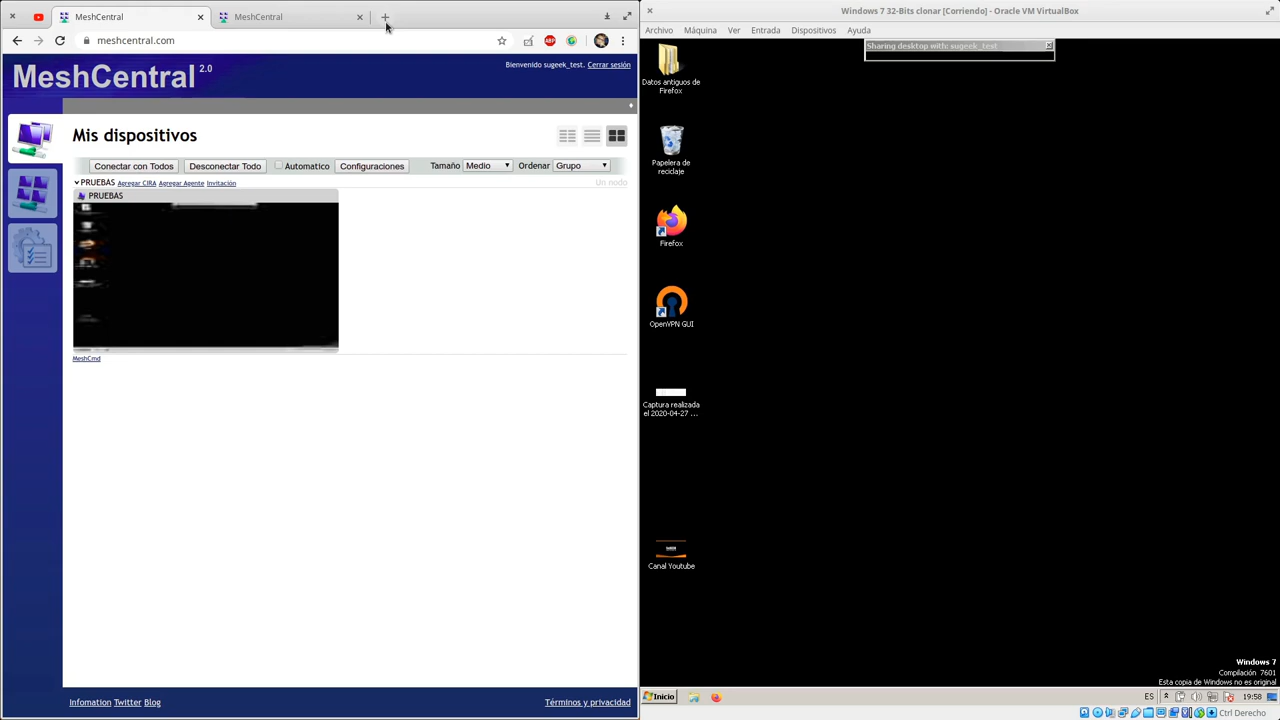 MeshCentral
MeshCentral
meshcentral.com
MeshCentral 2.0
Bienvenido sugeek_test. Cerrar sesión
Mis dispositivos
Conectar con Todos
Desconectar Todo
Automatico
Configuraciones
Tamaño
Medio
Ordenar
Grupo
PRUEBAS Agregar CIRA Agregar Agente Invitación
Un nodo
PRUEBAS
MeshCmd
Infomation Twitter Blog
Términos y privacidad
Windows 7 32-Bits clonar [Corriendo] - Oracle VM VirtualBox
Archivo Máquina Ver Entrada Dispositivos Ayuda
Sharing desktop with: sugeek_test
Datos antiguos de
Firefox
Papelera de
reciclaje
Firefox
OpenVPN GUI
Captura realizada
el 2020-04-27 ...
Canal Youtube
Windows 7
Compilación 7601
Esta copia de Windows no es original
Inicio
ES
19:58
Ctrl Derecho
ABP